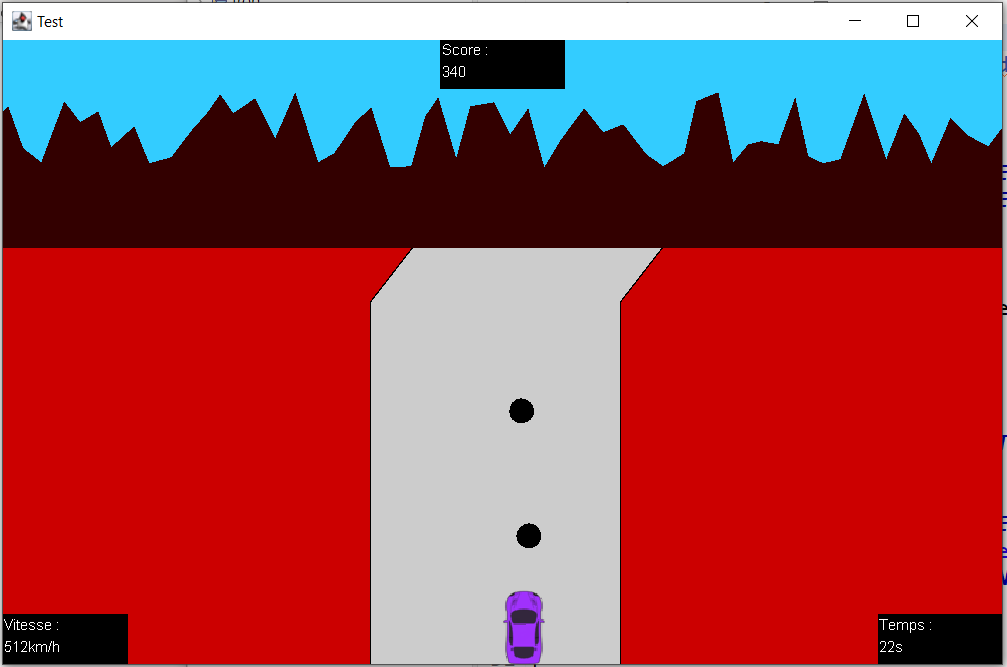 Test
Score :
340
Vitesse :
512km/h
Temps :
22s